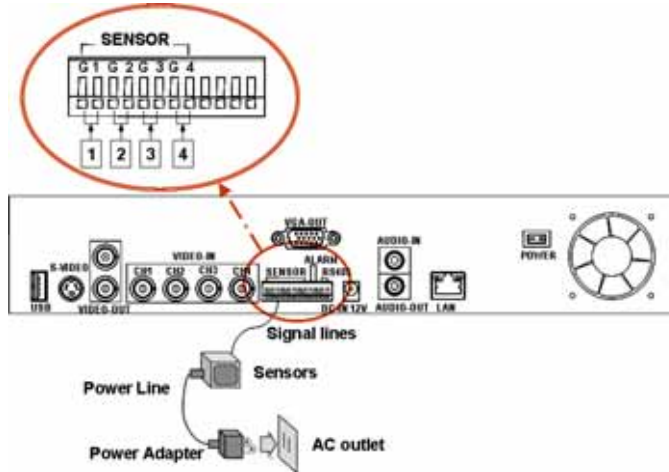 SENSOR
G 1 G 2 G 3 G 4
1 2 3 4
VGA-OUT
ALARM
AUDIO-IN
S-VIDEO
VIDEO-IN
SENSOR
RS485
POWER
CH1 CH2 CH3 CH4
USB
VIDEO-OUT
DC IN 12V
AUDIO-OUT
LAN
Signal lines
Sensors
Power Line
Power Adapter
AC outlet